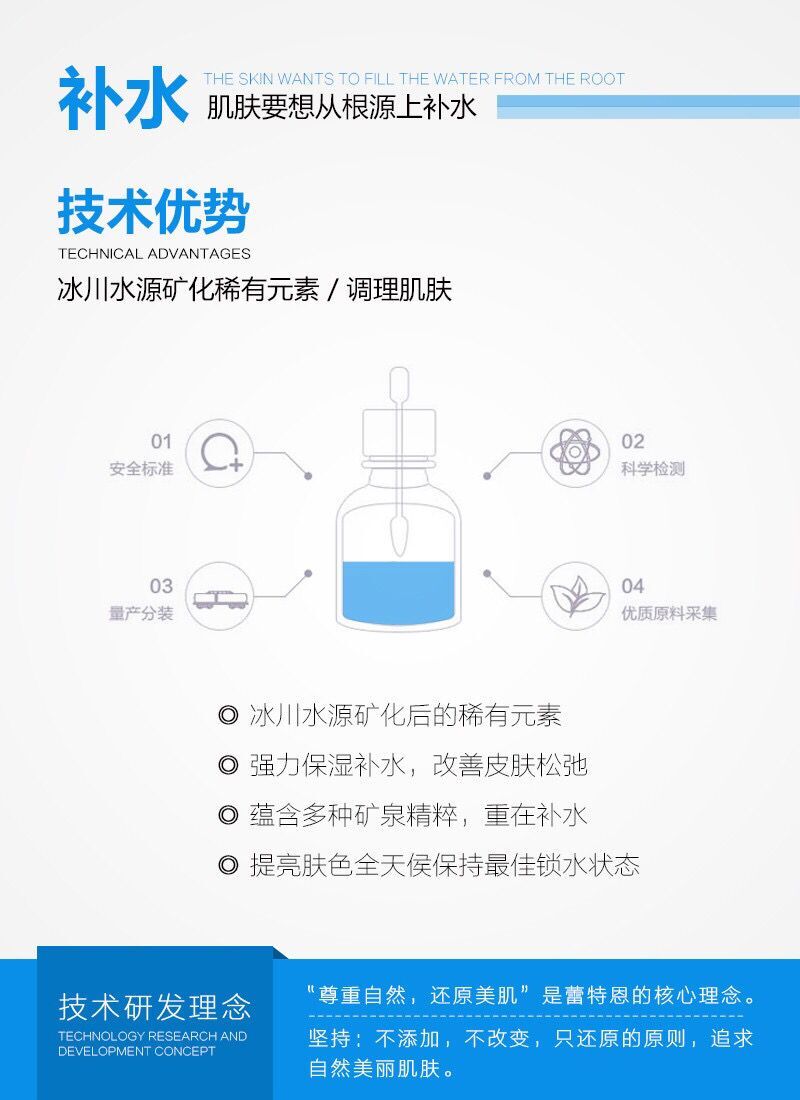 补水
THE SKIN WANTS TO FILL THE WATER FROM THE ROOT
肌肤要想从根源上补水
技术优势
TECHNICAL ADVANTAGES
冰川水源矿化稀有元素 / 调理肌肤
01
安全标准
02
科学检测
03
量产分装
04
优质原料采集
◎ 冰川水源矿化后的稀有元素
◎ 强力保湿补水，改善皮肤松弛
◎ 蕴含多种矿泉精粹，重在补水
◎ 提亮肤色全天侯保持最佳锁水状态
技术研发理念
TECHNOLOGY RESEARCH AND
DEVELOPMENT CONCEPT
“尊重自然，还原美肌”是蕾特恩的核心理念。
坚持：不添加，不改变，只还原的原则，追求
自然美丽肌肤。